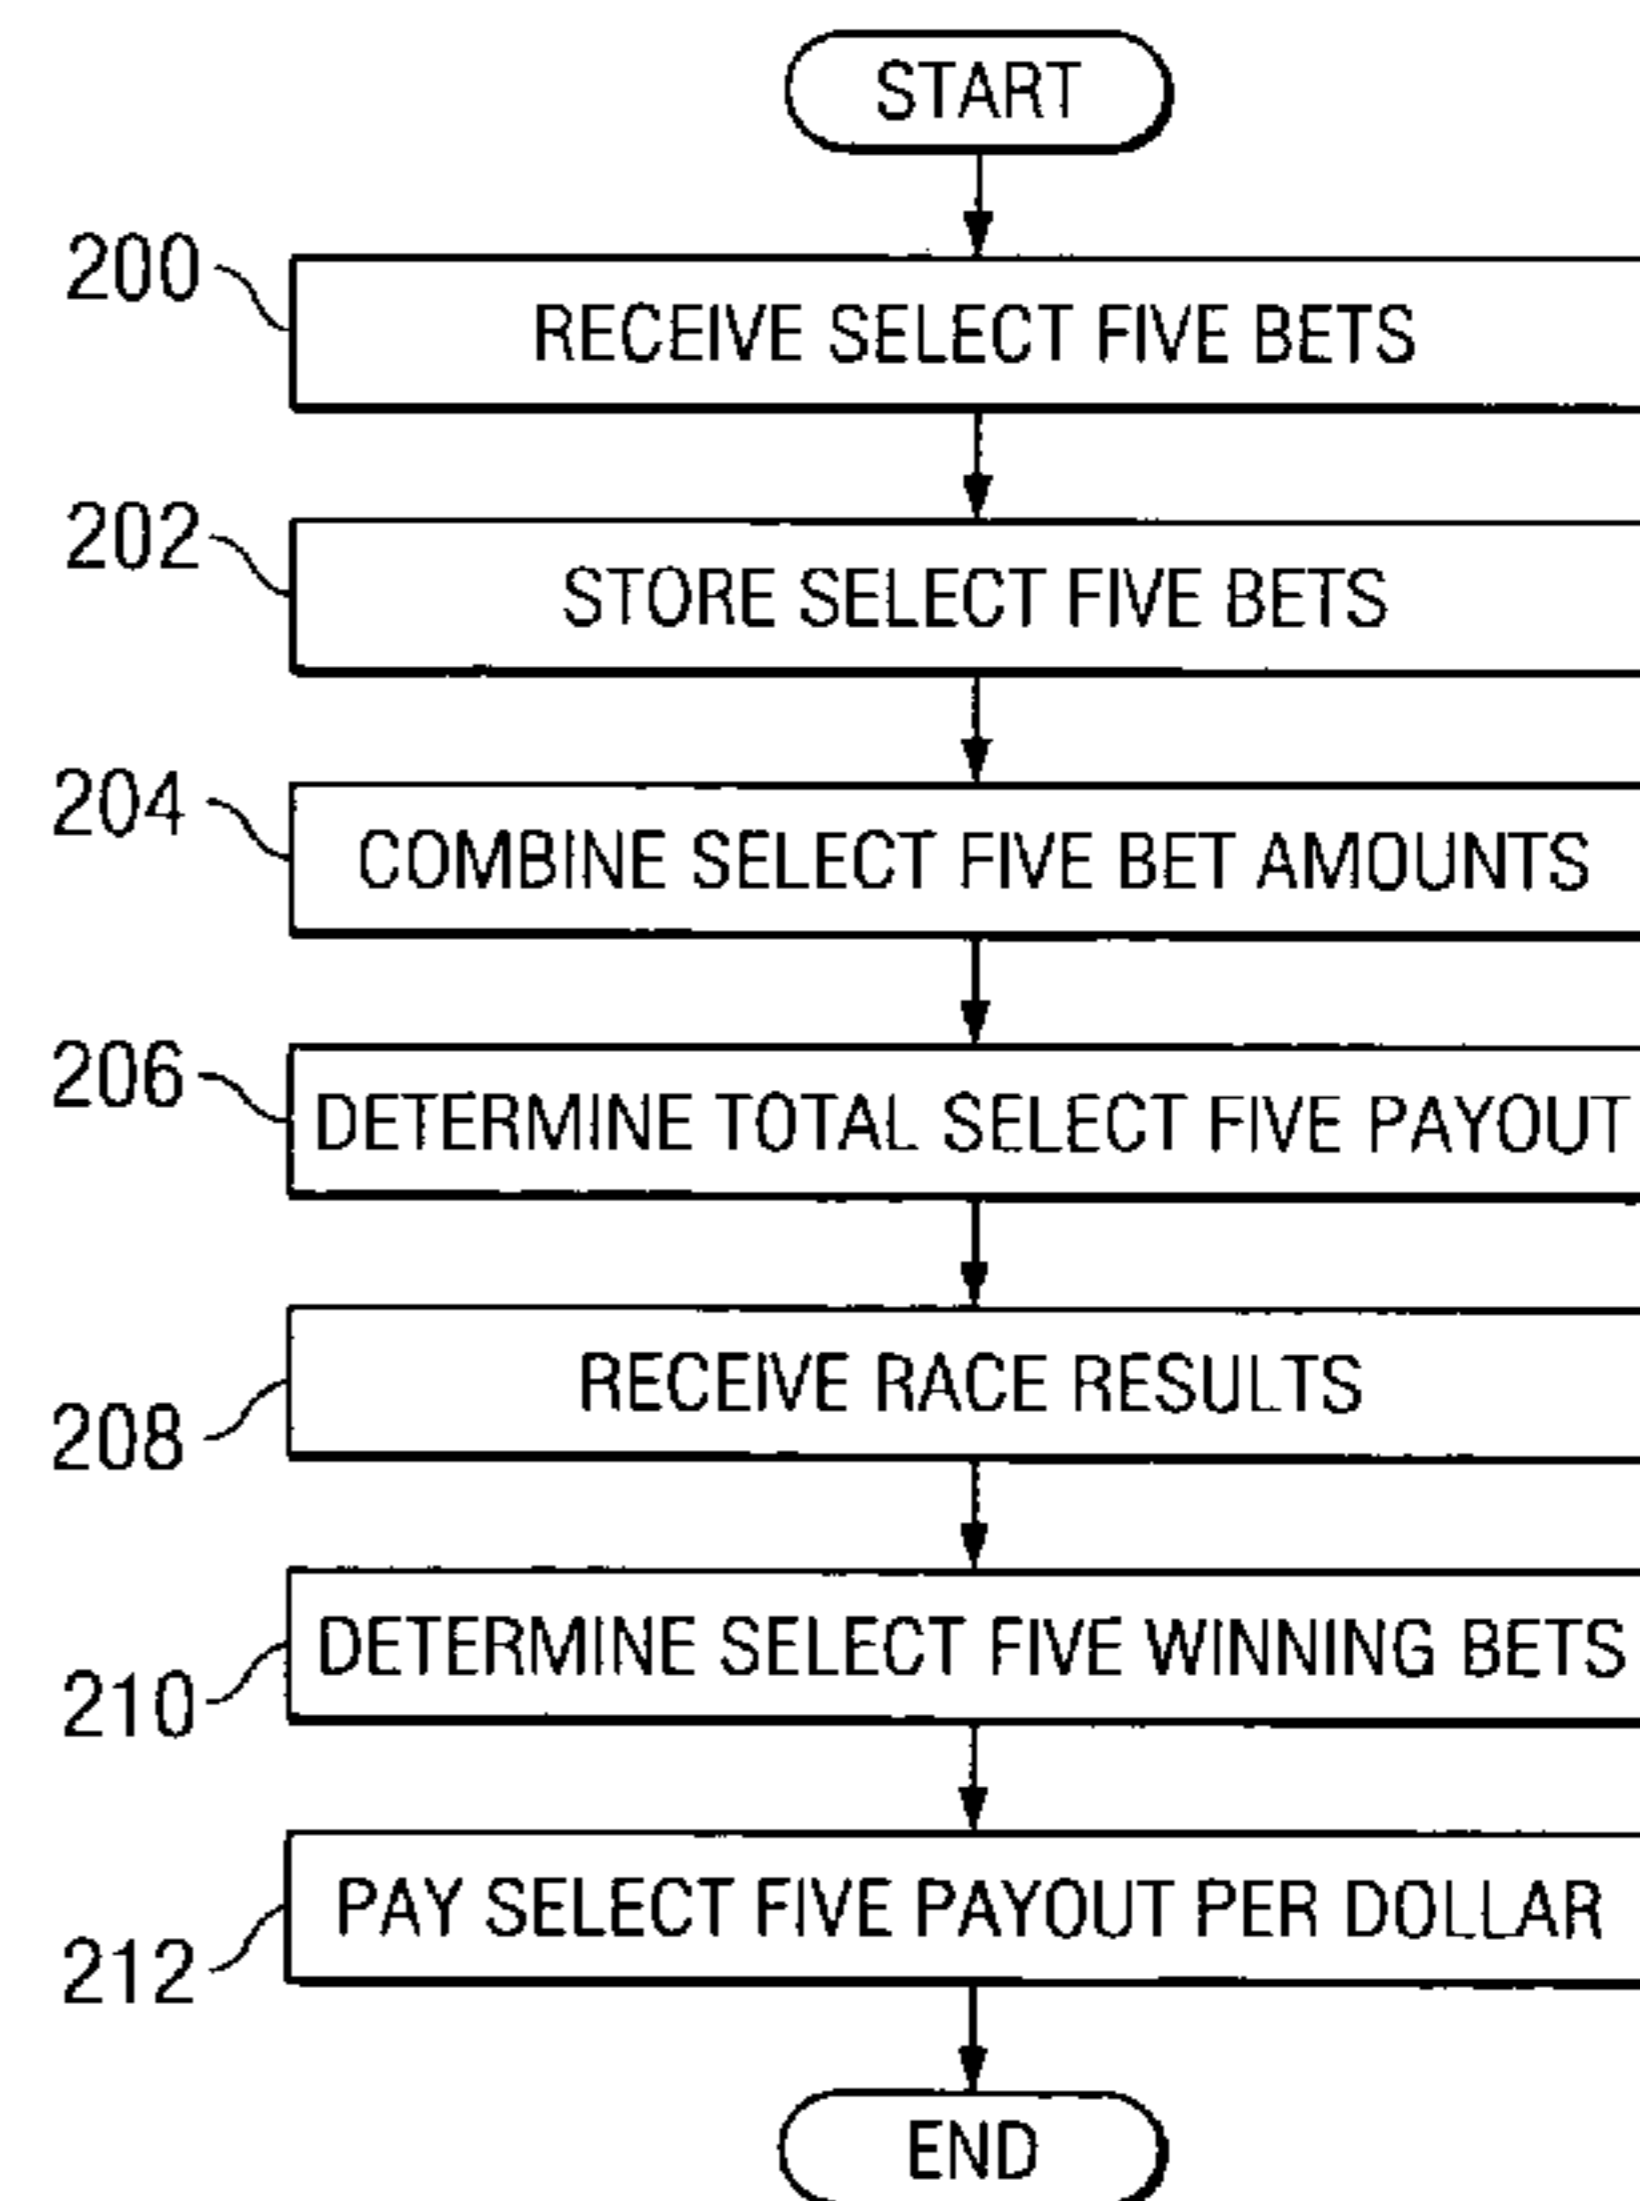 START
200
RECEIVE SELECT FIVE BETS
202
STORE SELECT FIVE BETS
204
COMBINE SELECT FIVE BET AMOUNTS
206
DETERMINE TOTAL SELECT FIVE PAYOUT
208
RECEIVE RACE RESULTS
210
DETERMINE SELECT FIVE WINNING BETS
212
PAY SELECT FIVE PAYOUT PER DOLLAR
END